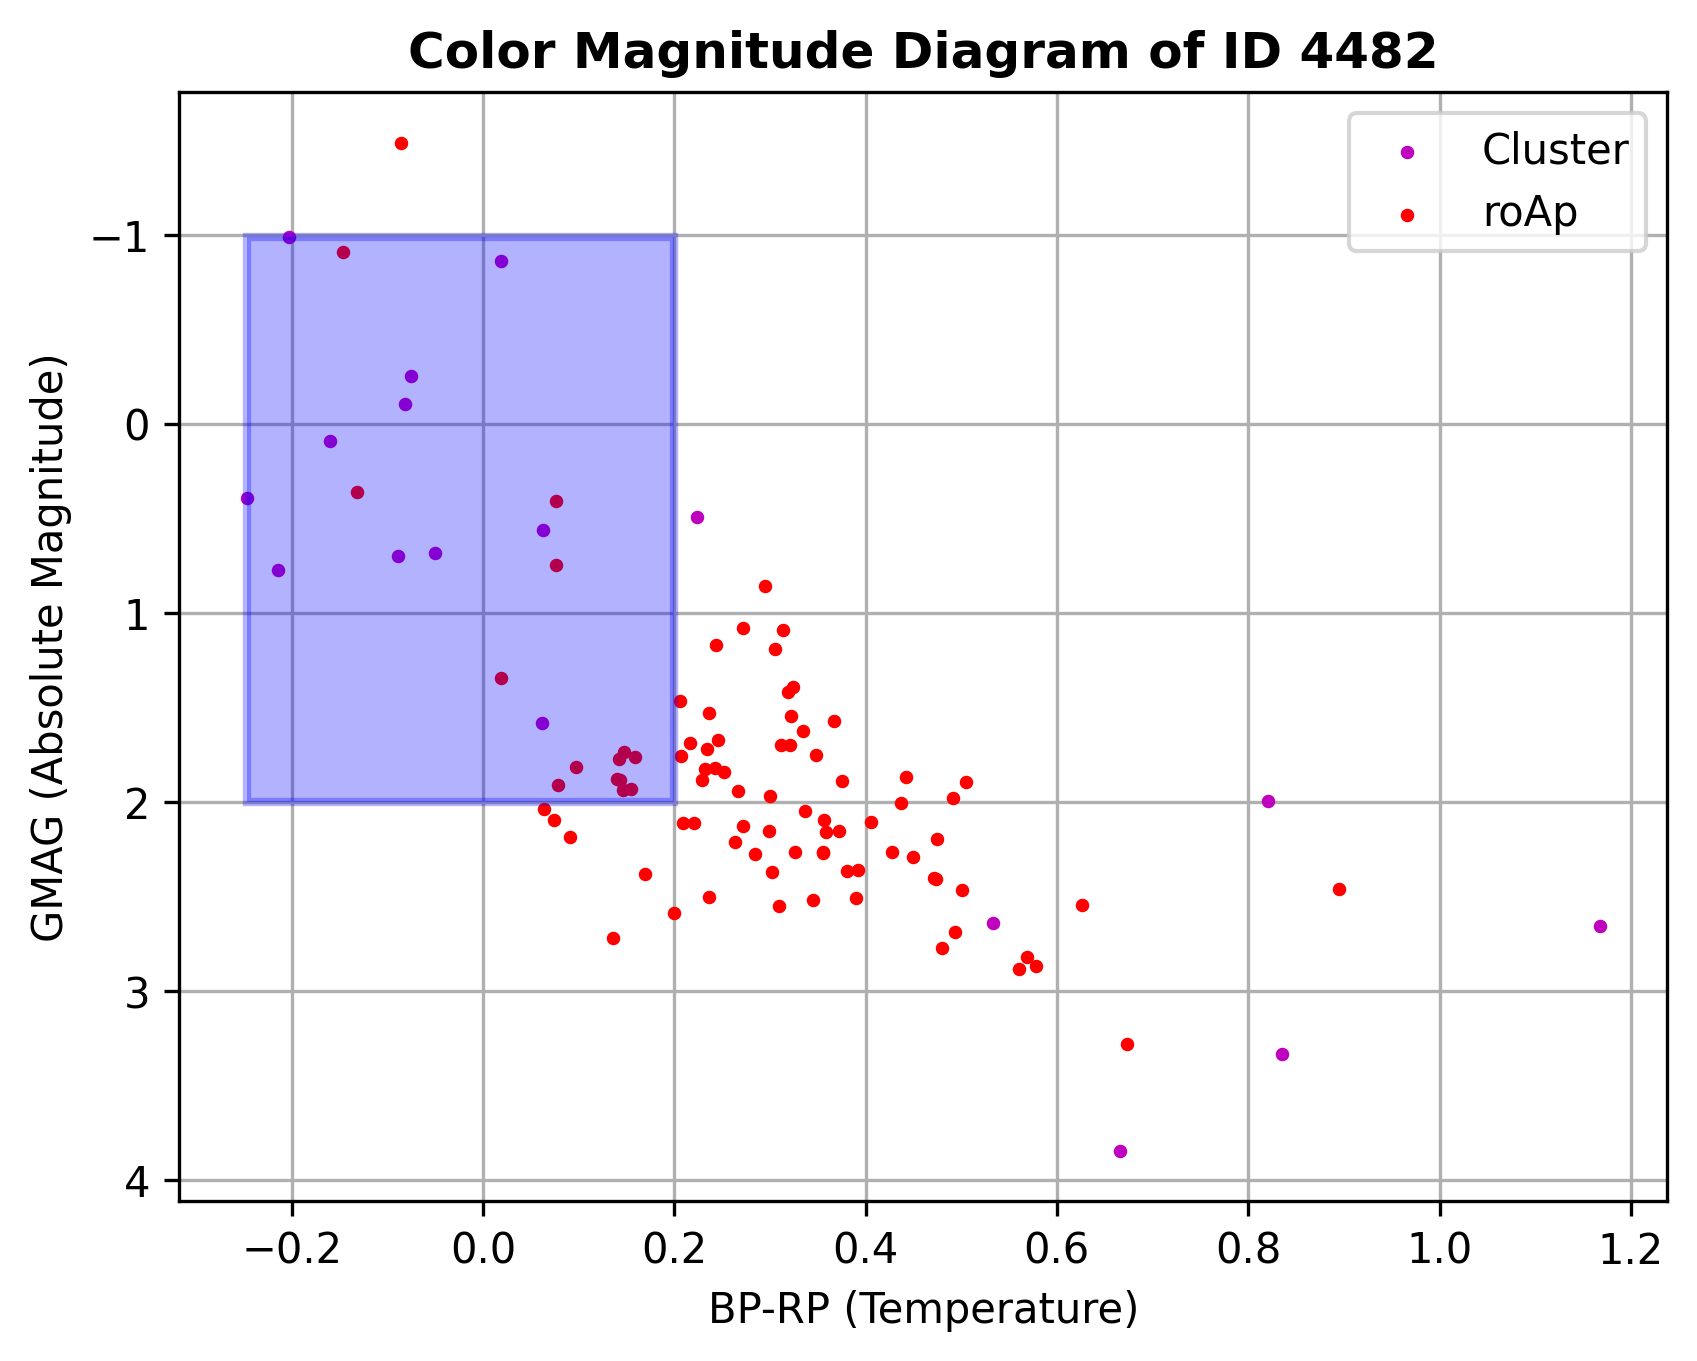 Color Magnitude Diagram of ID 4482
Cluster
roAp
GMAG (Absolute Magnitude)
−1
0
1
2
3
4
−0.2 0.0 0.2 0.4 0.6 0.8 1.0 1.2
BP-RP (Temperature)